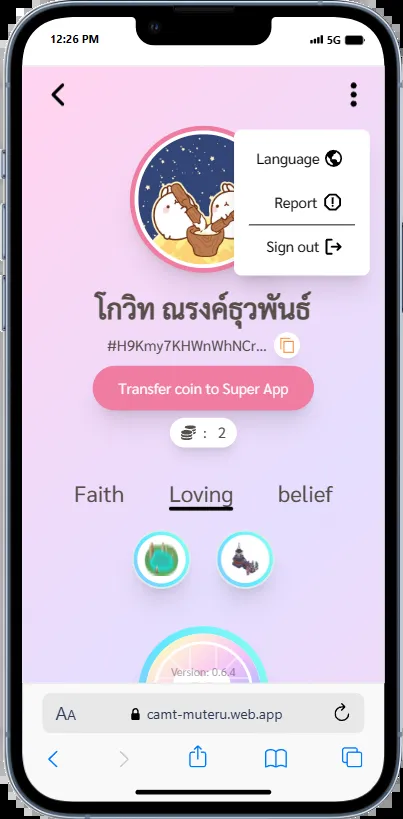 12:26 PM
5G
Language
Report
Sign out
โกวิท ณรงค์ธุวพันธ์
#H9Kmy7KHWnWhNCr...
Transfer coin to Super App
: 2
Faith Loving belief
Version: 0.6.4
AA camt-muteru.web.app